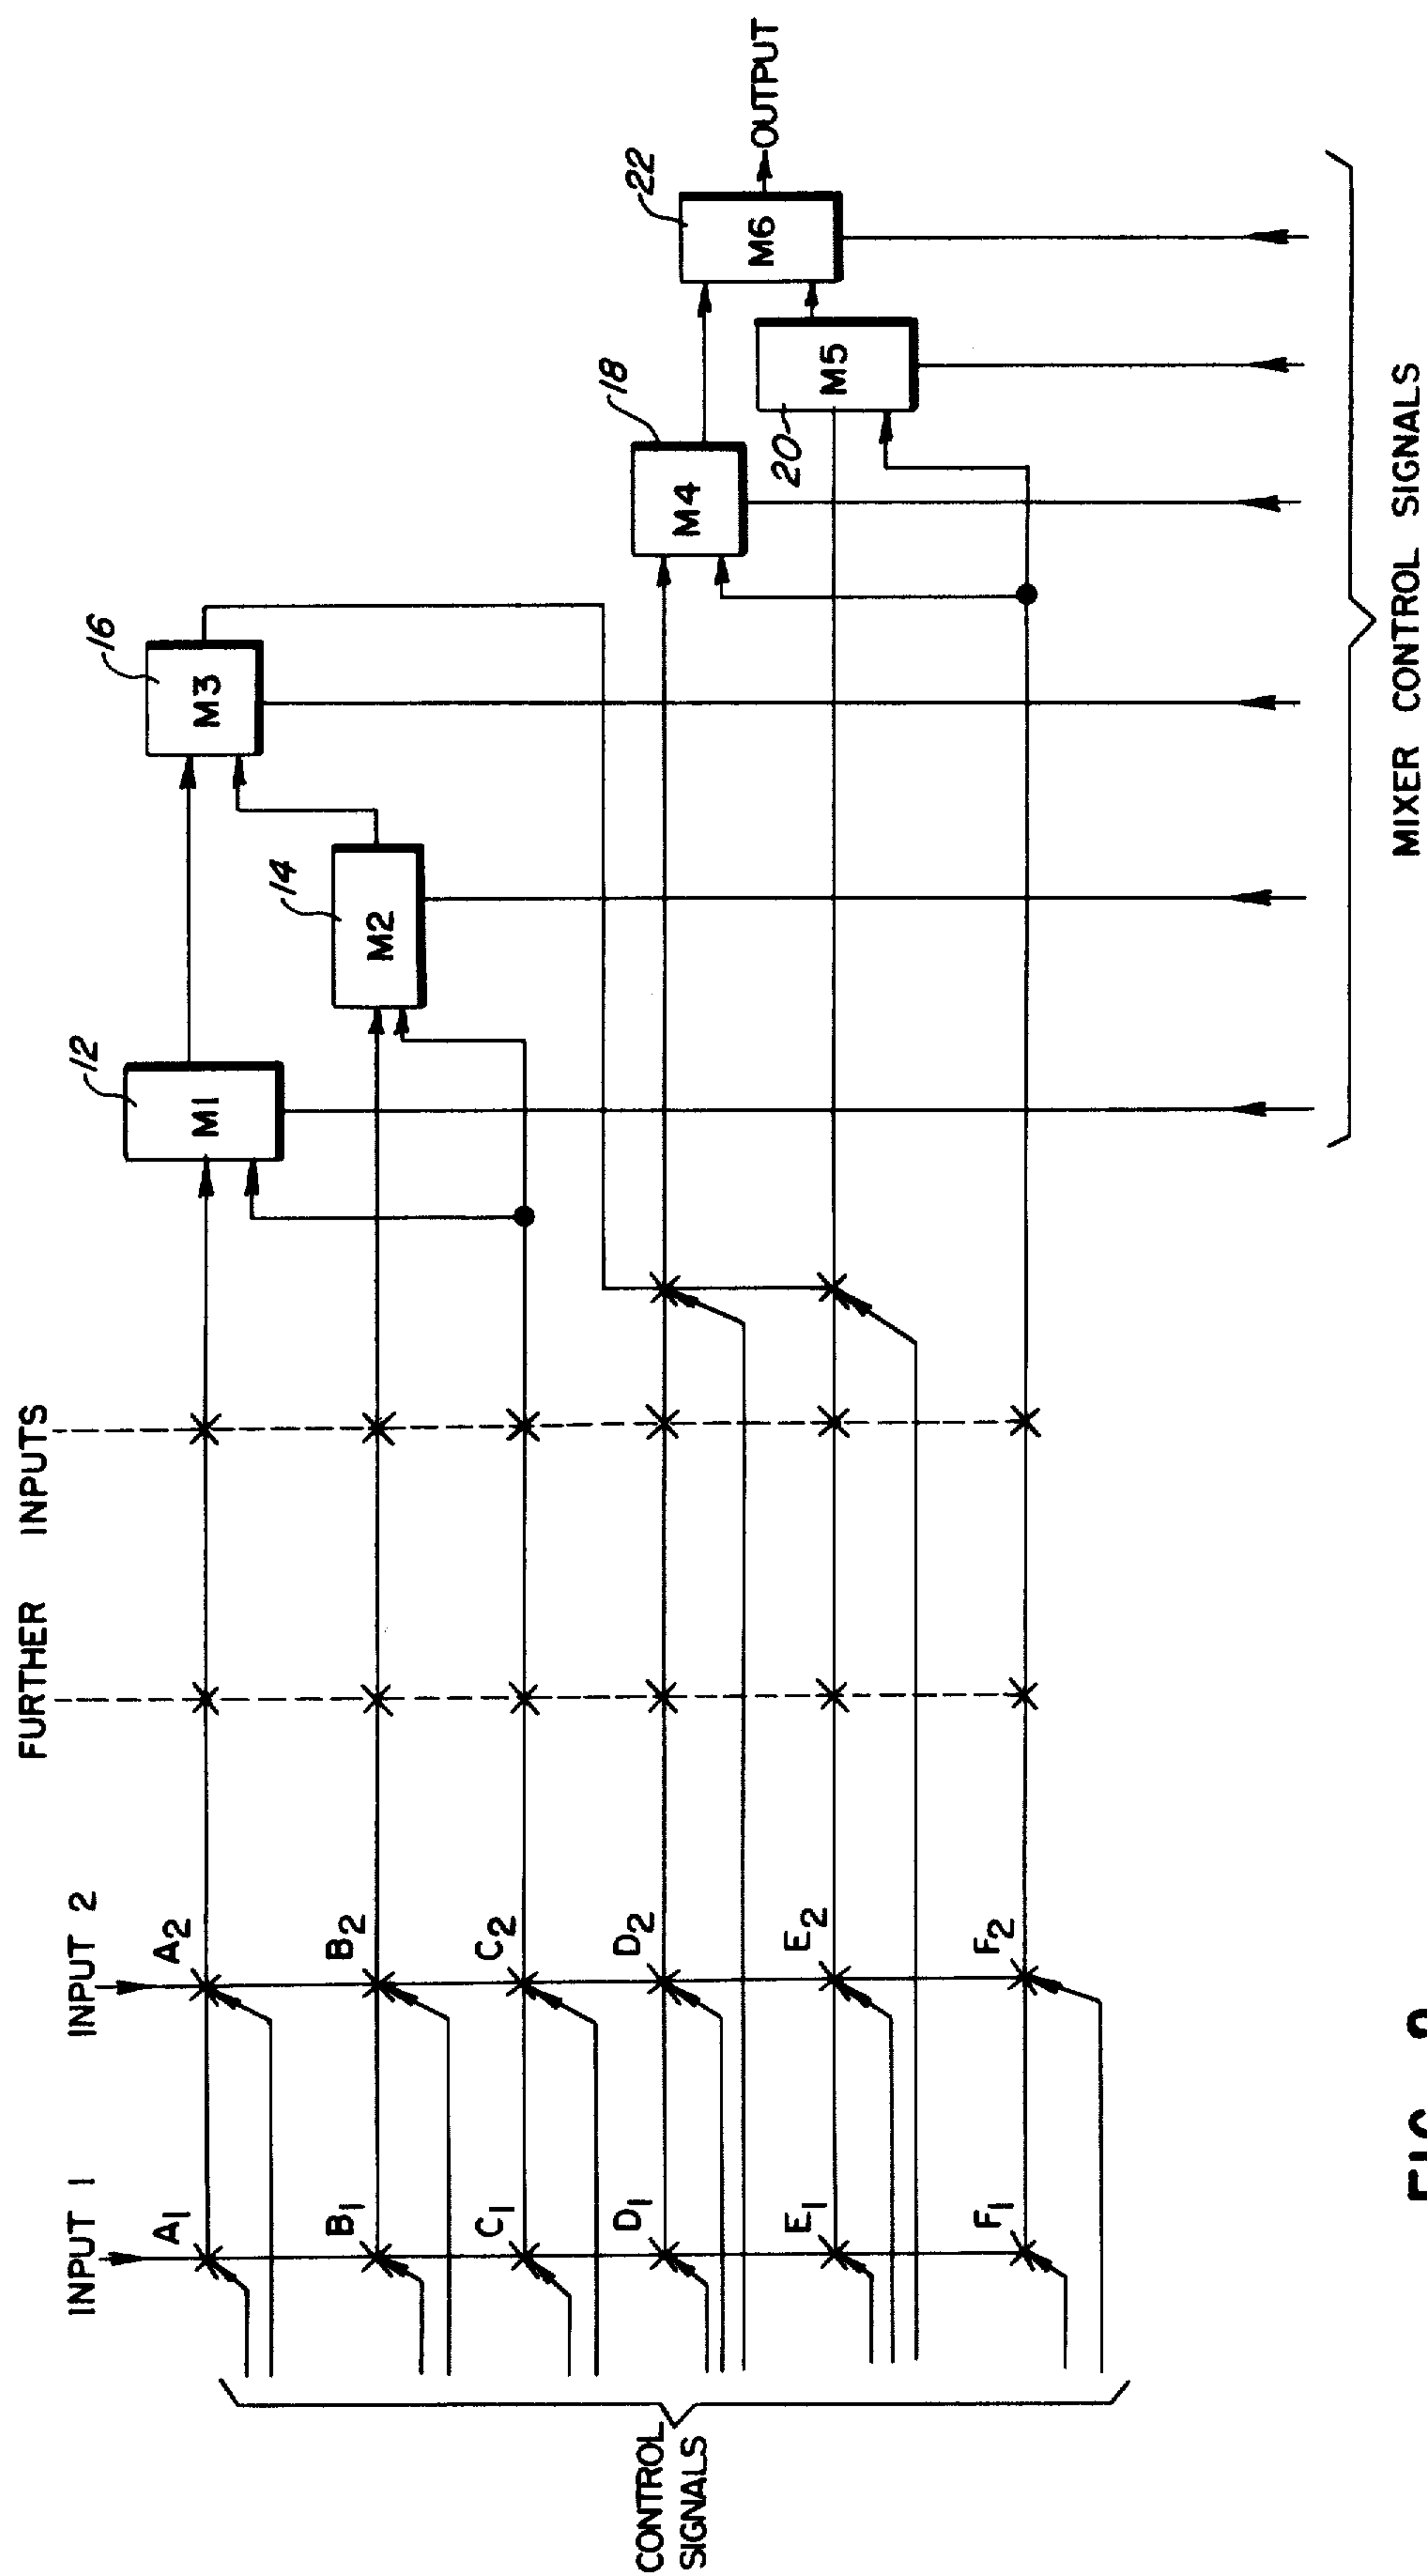 FURTHER INPUTS
INPUT 1
INPUT 2
A1
A2
B1
B2
C1
C2
D1
D2
E1
E2
F1
F2
CONTROL
SIGNALS
12
M1
14
M2
16
M3
18
M4
20
M5
22
M6
OUTPUT
MIXER CONTROL SIGNALS